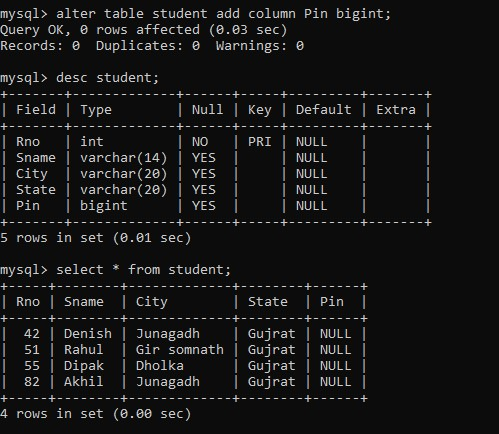 mysql> alter table student add column Pin bigint;
Query OK, 0 rows affected (0.03 sec)
Records: 0  Duplicates: 0  Warnings: 0

mysql> desc student;
+-------+-------------+------+-----+---------+-------+
| Field | Type        | Null | Key | Default | Extra |
+-------+-------------+------+-----+---------+-------+
| Rno   | int         | NO   | PRI | NULL    |       |
| Sname | varchar(14) | YES  |     | NULL    |       |
| City  | varchar(20) | YES  |     | NULL    |       |
| State | varchar(20) | YES  |     | NULL    |       |
| Pin   | bigint      | YES  |     | NULL    |       |
+-------+-------------+------+-----+---------+-------+
5 rows in set (0.01 sec)

mysql> select * from student;
+-----+--------+-------------+--------+------+
| Rno | Sname  | City        | State  | Pin  |
+-----+--------+-------------+--------+------+
|  42 | Denish | Junagadh    | Gujrat | NULL |
|  51 | Rahul  | Gir somnath | Gujrat | NULL |
|  55 | Dipak  | Dholka      | Gujrat | NULL |
|  82 | Akhil  | Junagadh    | Gujrat | NULL |
+-----+--------+-------------+--------+------+
4 rows in set (0.00 sec)